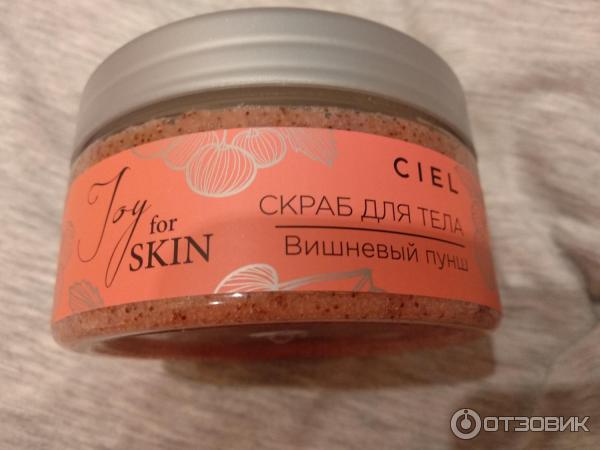 Joy
for
SKIN
CIEL
СКРАБ ДЛЯ ТЕЛА
Вишневый пунш
ОТЗОВИК